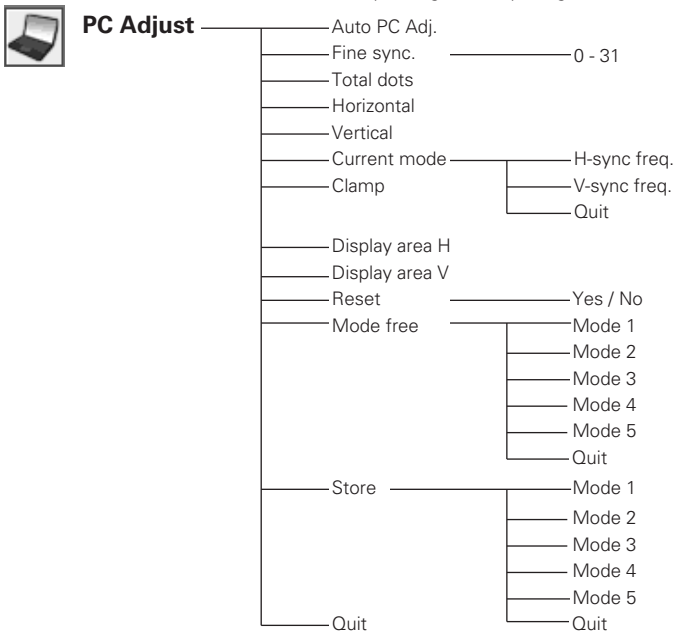 PC Adjust
Auto PC Adj.
Fine sync.
0 - 31
Total dots
Horizontal
Vertical
Current mode
H-sync freq.
Clamp
V-sync freq.
Quit
Display area H
Display area V
Reset
Yes / No
Mode free
Mode 1
Mode 2
Mode 3
Mode 4
Mode 5
Quit
Store
Mode 1
Mode 2
Mode 3
Mode 4
Mode 5
Quit
Quit